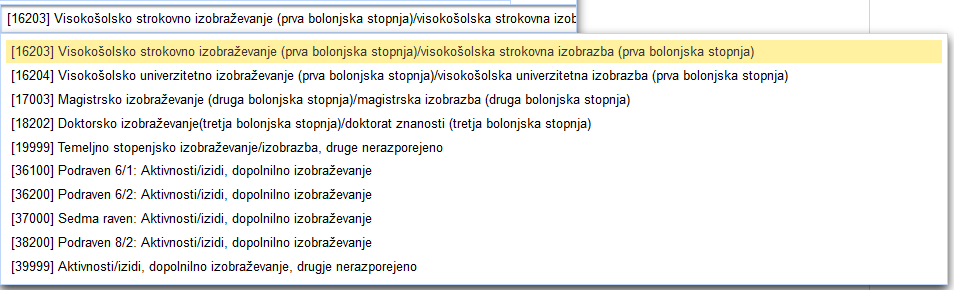 [16203] Visokošolsko strokovno izobraževanje (prva bolonjska stopnja)/visokošolska strokovna izob
[16203] Visokošolsko strokovno izobraževanje (prva bolonjska stopnja)/visokošolska strokovna izobrazba (prva bolonjska stopnja)
[16204] Visokošolsko univerzitetno izobraževanje (prva bolonjska stopnja)/visokošolska univerzitetna izobrazba (prva bolonjska stopnja)
[17003] Magistrsko izobraževanje (druga bolonjska stopnja)/magistrska izobrazba (druga bolonjska stopnja)
[18202] Doktorsko izobraževanje(tretja bolonjska stopnja)/doktorat znanosti (tretja bolonjska stopnja)
[19999] Temeljno stopenjsko izobraževanje/izobrazba, druge nerazporejeno
[36100] Podraven 6/1: Aktivnosti/izidi, dopolnilno izobraževanje
[36200] Podraven 6/2: Aktivnosti/izidi, dopolnilno izobraževanje
[37000] Sedma raven: Aktivnosti/izidi, dopolnilno izobraževanje
[38200] Podraven 8/2: Aktivnosti/izidi, dopolnilno izobraževanje
[39999] Aktivnosti/izidi, dopolnilno izobraževanje, drugje nerazporejeno